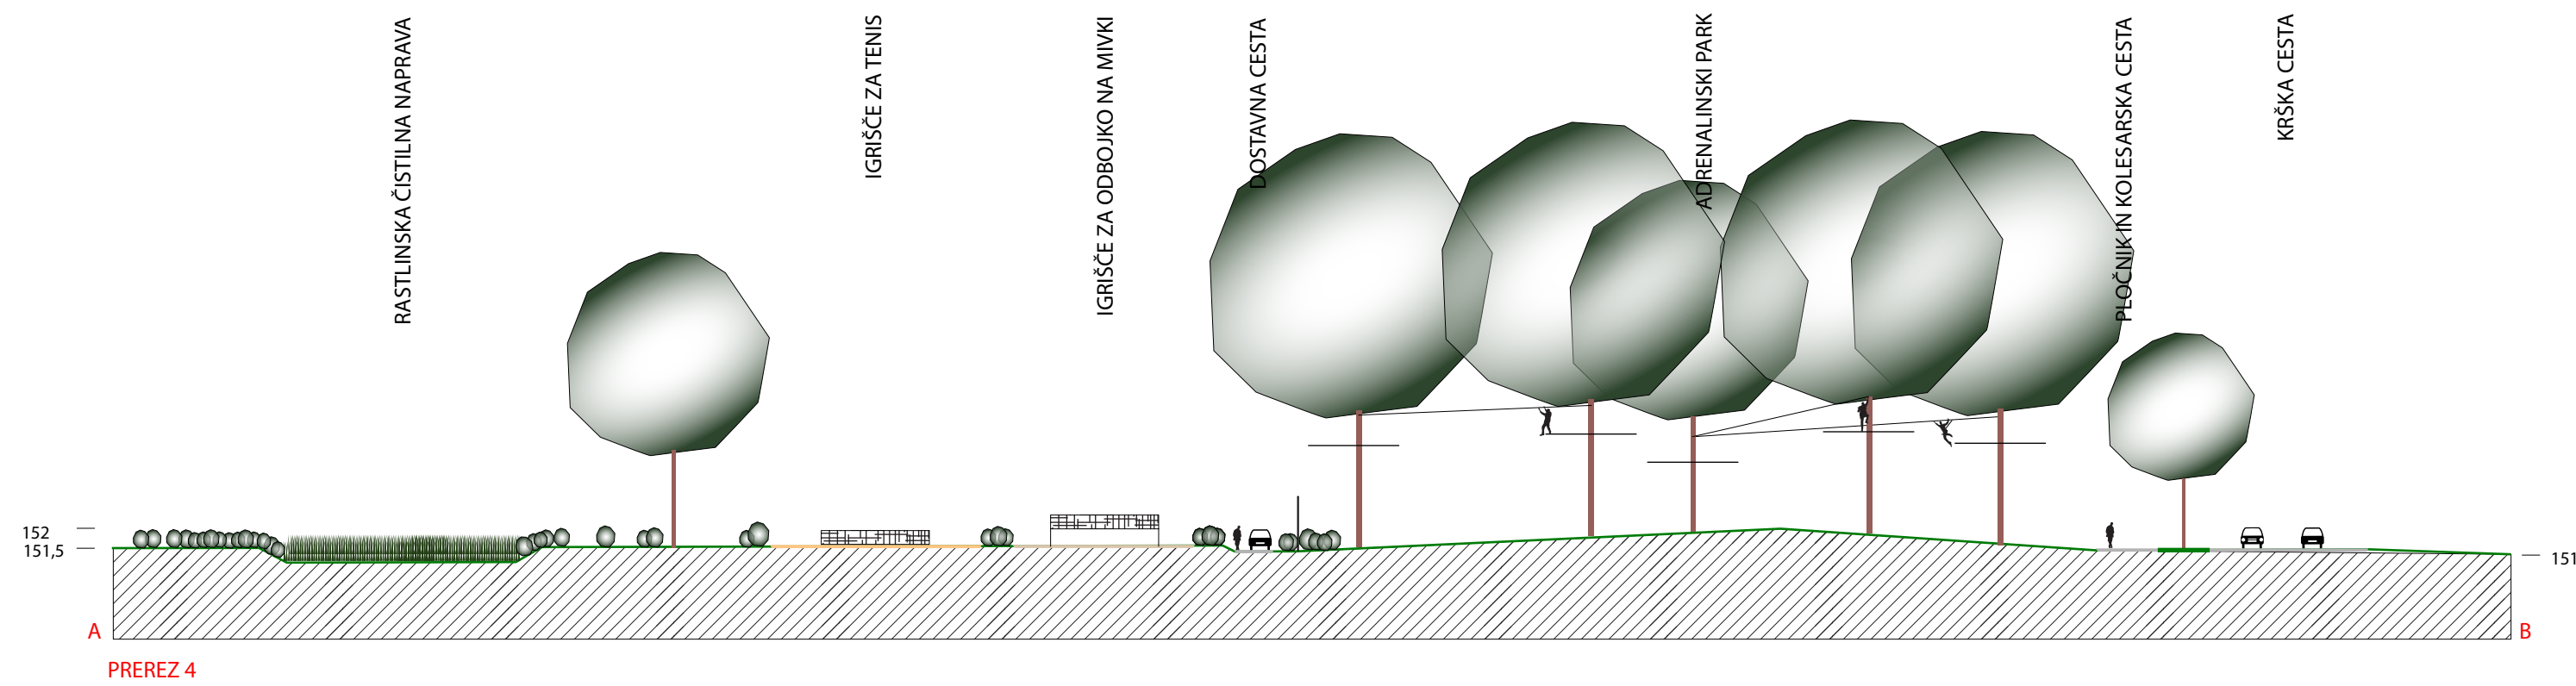 RASTLINSKA ČISTILNA NAPRAVA
IGRIŠČE ZA TENIS
IGRIŠČE ZA ODBOJKO NA MIVKI
DOSTAVNA CESTA
ADRENALINSKI PARK
PLOČNIK IN KOLESARSKA CESTA
KRŠKA CESTA
152
151,5
151
A
B
PREREZ 4